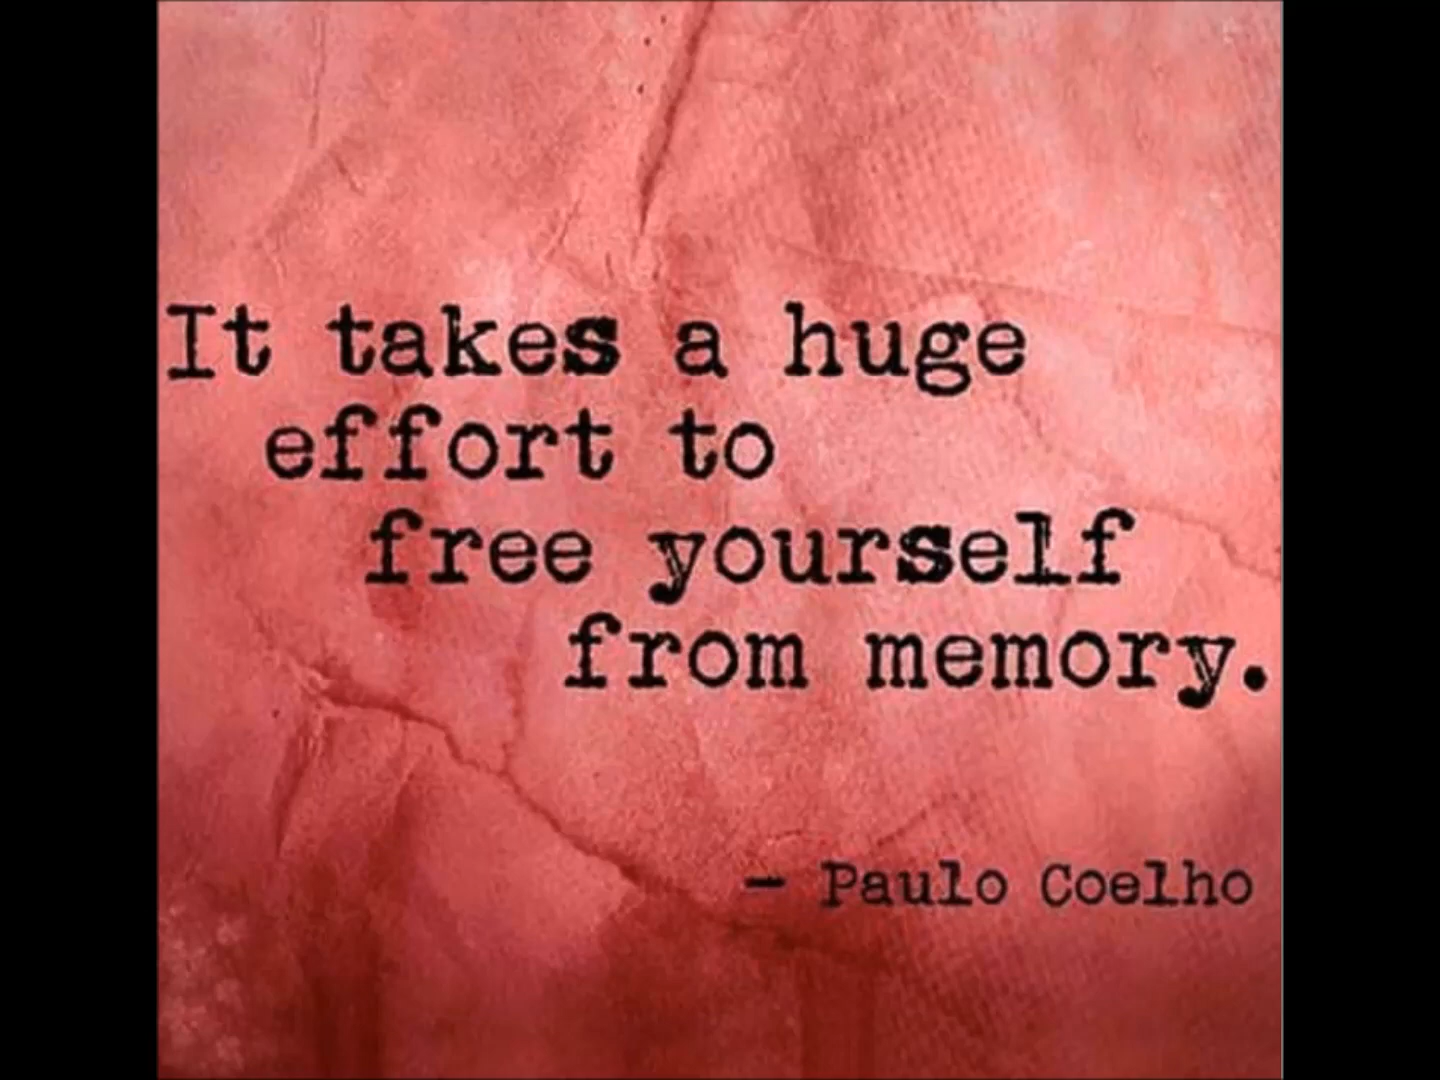 It takes a huge
effort to
free yourself
from memory.
- Paulo Coelho